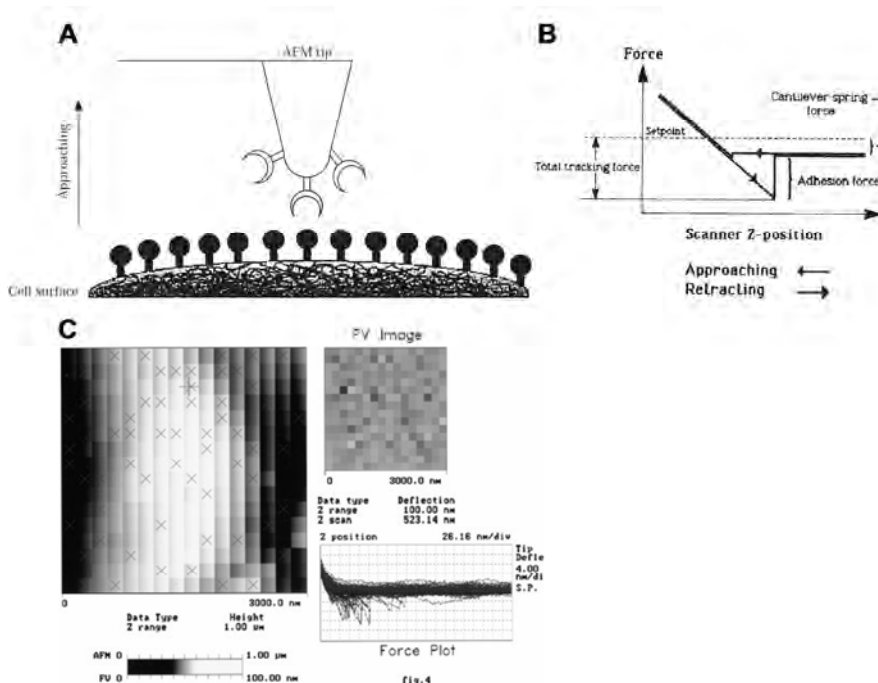 A
AFM tip
Approaching
Cell surface
B
Force
Cantilever spring
force
Setpoint
Total tracking force
Adhesion force
Scanner Z-position
Approaching
Retracting
C
FV Image
0 3000.0 nm
Data type Deflection
Z range 100.00 nm
Z scan 523.14 nm
Z position 26.16 nm/div
Tip
Defle
4.00
nm/di
S.P.
Force Plot
fig.4
0 3000.0 nm
Data Type Height
Z range 1.00 µm
AFM 0 1.00 µm
FV 0 100.00 nm